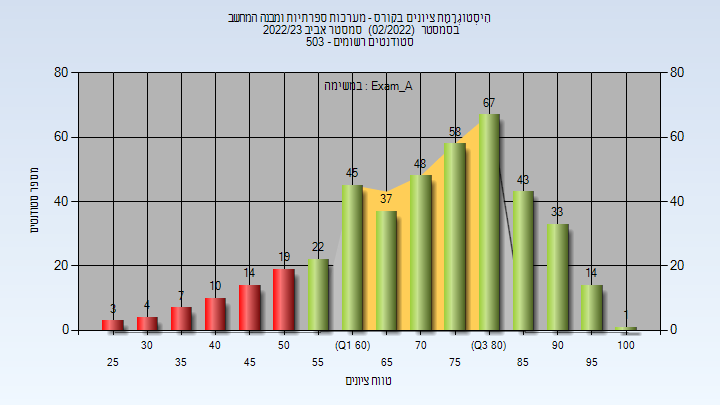 היסטוגרמת ציונים בקורס - מערכות ספרתיות ומבנה המחשב
בסמסטר (02/2022) סמסטר אביב 2022/23
סטודנטים רשומים - 503
במשימה : Exam_A
80 80
60 60
40 40
20 20
0 0
מספר סטודנטים
3 4 7 10 14 19 22 45 37 48 58 67 43 33 14 1
30 40 50 (Q1 60) 70 (Q3 80) 90 100
25 35 45 55 65 75 85 95
טווח ציונים